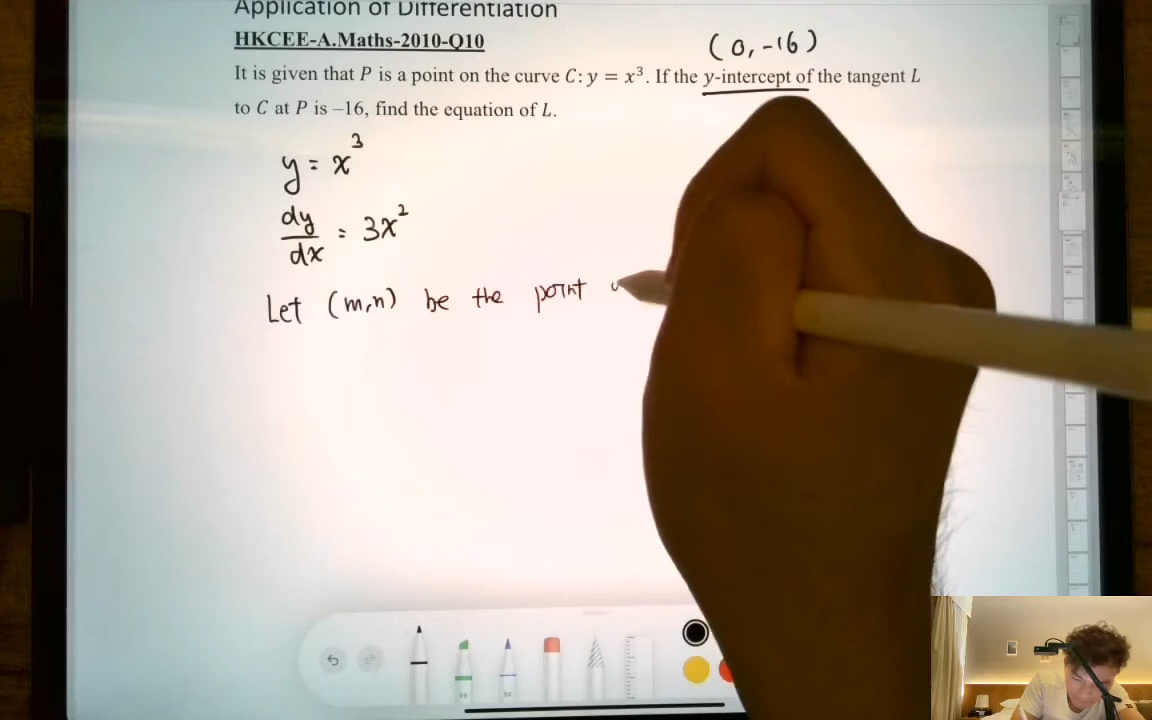 Application of Differentiation
HKCEE-A.Maths-2010-Q10
(0,-16)
It is given that P is a point on the curve C: y = x³. If the y-intercept of the tangent L
to C at P is –16, find the equation of L.
y = x³
dy/dx = 3x²
Let (m,n) be the point